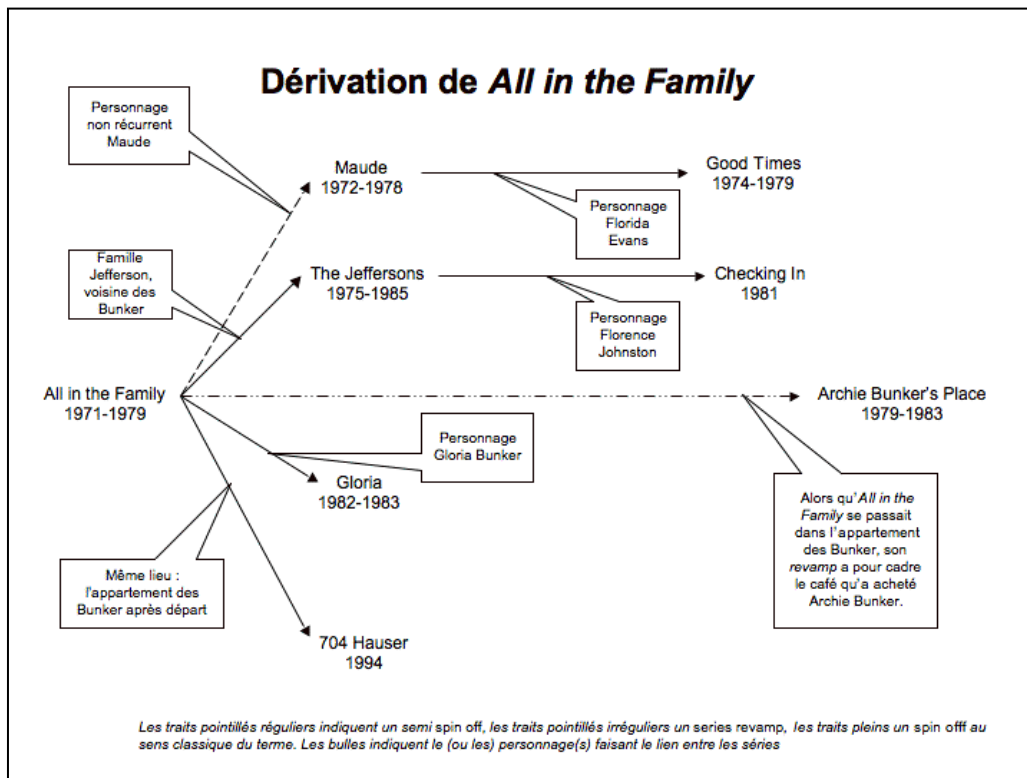 Dérivation de All in the Family
Personnage
non récurrent
Maude
Maude
1972-1978
Good Times
1974-1979
Personnage
Florida
Evans
Famille
Jefferson,
voisine des
Bunker
The Jeffersons
1975-1985
Checking In
1981
Personnage
Florence
Johnston
All in the Family
1971-1979
Archie Bunker's Place
1979-1983
Personnage
Gloria Bunker
Gloria
1982-1983
Alors qu'All in the
Family se passait
dans l'appartement
des Bunker, son
revamp a pour cadre
le café qu'a acheté
Archie Bunker.
Même lieu :
l'appartement des
Bunker après départ
704 Hauser
1994
Les traits pointillés réguliers indiquent un semi spin off, les traits pointillés irréguliers un series revamp, les traits pleins un spin offf au
sens classique du terme. Les bulles indiquent le (ou les) personnage(s) faisant le lien entre les séries